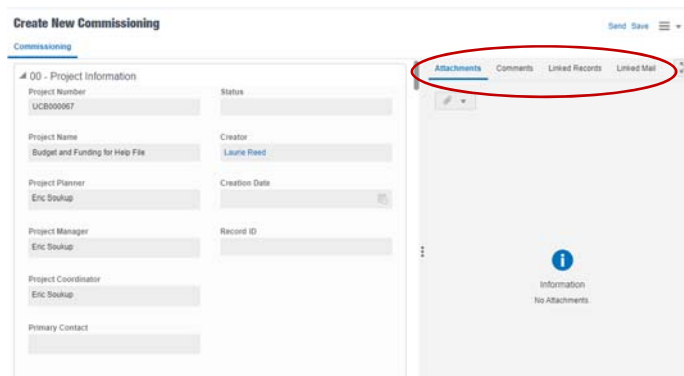 Create New Commissioning
Send Save
Commissioning
00 - Project Information
Project Number
UCB000067
Status
Project Name
Budget and Funding for Help File
Creator
Laurie Reed
Project Planner
Eric Soukup
Creation Date
Project Manager
Eric Soukup
Record ID
Project Coordinator
Eric Soukup
Primary Contact
Attachments Comments Linked Records Linked Mail
Information
No Attachments